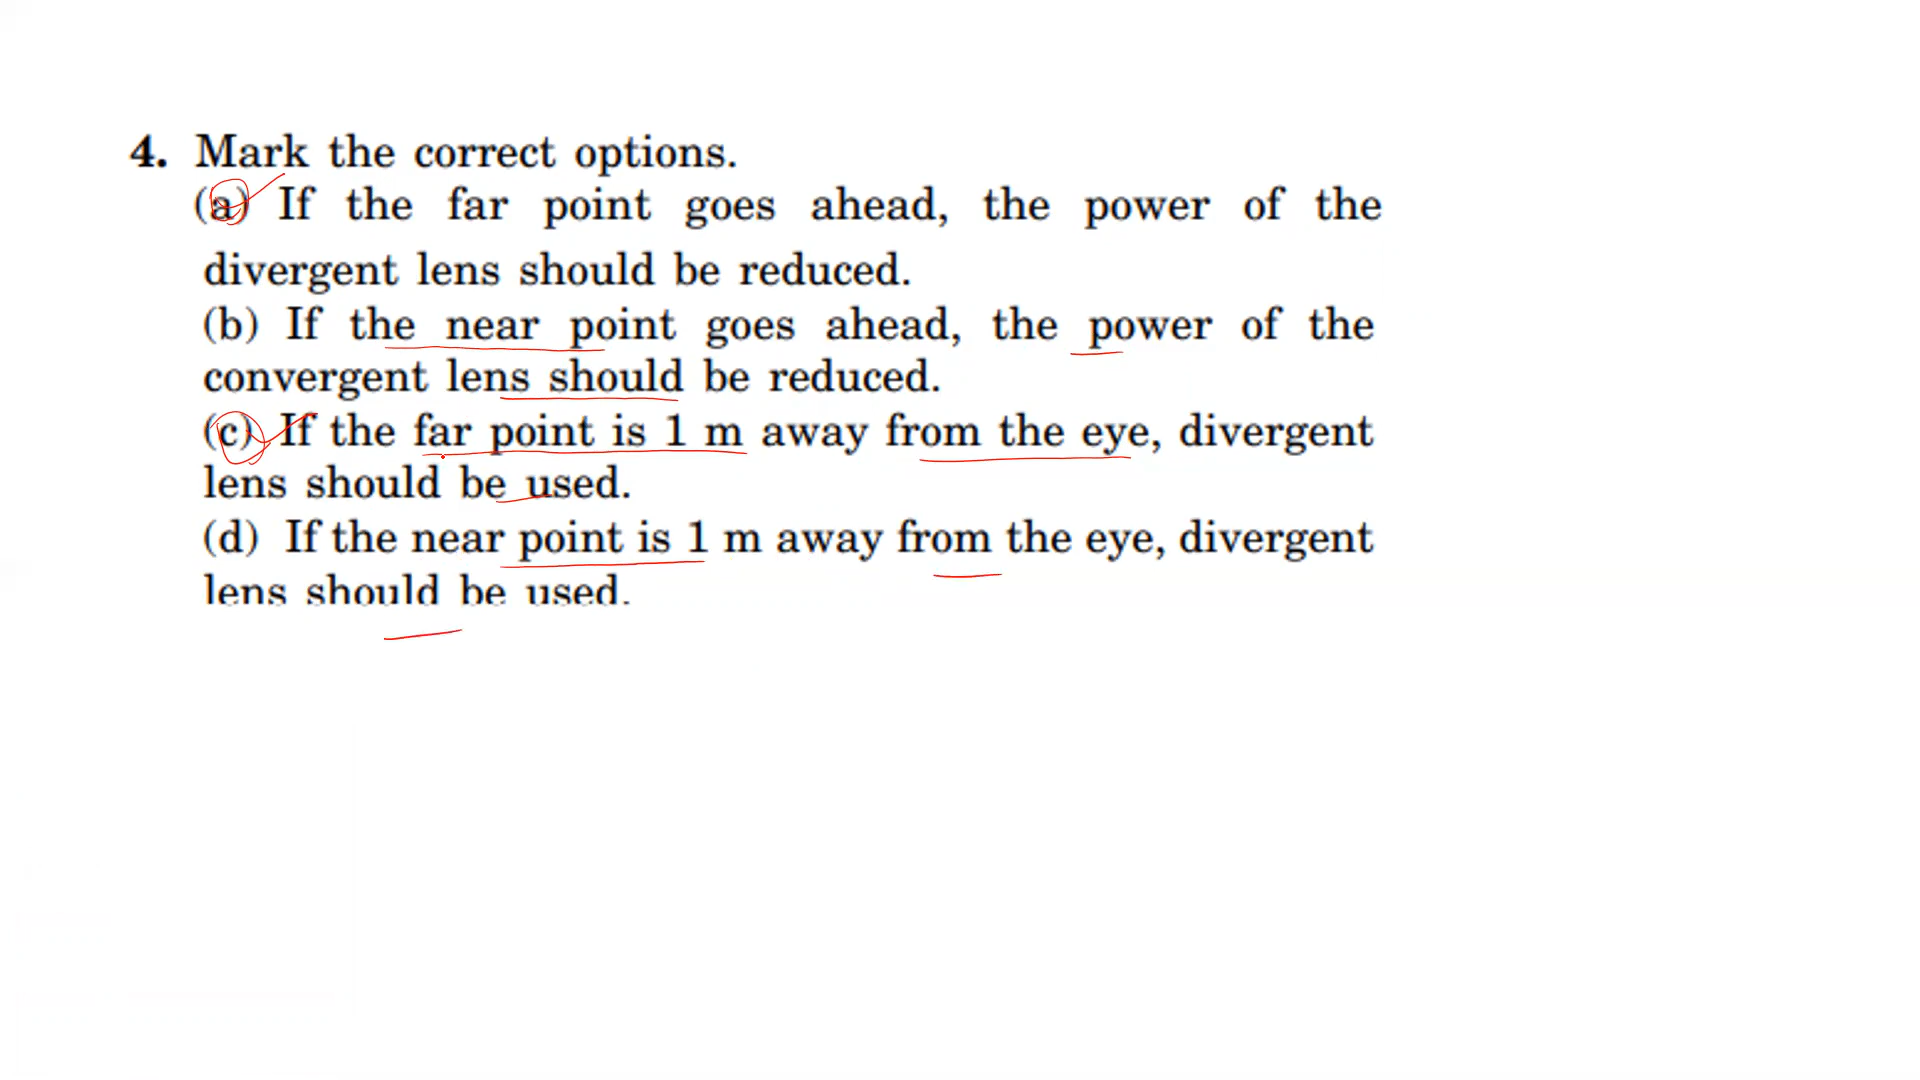 4. Mark the correct options.
(a) If the far point goes ahead, the power of the
divergent lens should be reduced.
(b) If the near point goes ahead, the power of the
convergent lens should be reduced.
(c) If the far point is 1 m away from the eye, divergent
lens should be used.
(d) If the near point is 1 m away from the eye, divergent
lens should be used.